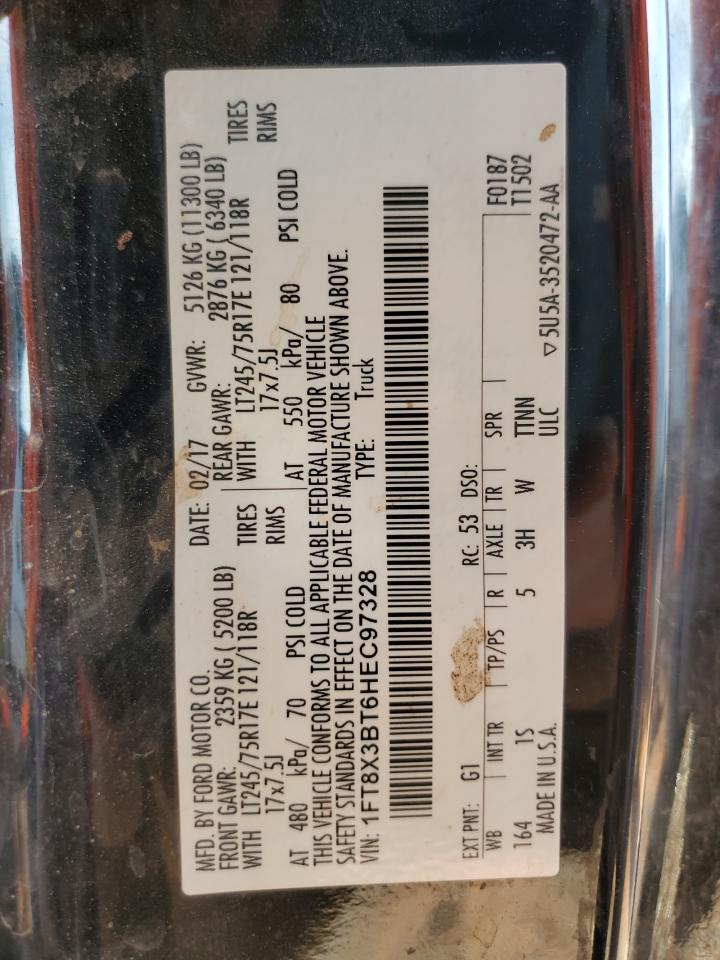 MFD. BY FORD MOTOR CO.
DATE: 02/17 GVWR: 5126 KG (11300 LB)
FRONT GAWR: 2359 KG ( 5200 LB) REAR GAWR: 2876 KG ( 6340 LB)
WITH LT245/75R17E 121/118R TIRES WITH LT245/75R17E 121/118R TIRES
17x7.5J RIMS 17x7.5J RIMS
AT 480 kPa/ 70 PSI COLD AT 550 kPa/ 80 PSI COLD
THIS VEHICLE CONFORMS TO ALL APPLICABLE FEDERAL MOTOR VEHICLE
SAFETY STANDARDS IN EFFECT ON THE DATE OF MANUFACTURE SHOWN ABOVE.
VIN: 1FT8X3BT6HEC97328 TYPE: Truck
EXT PNT: G1 RC: 53 DSO:
WB INT TR TP/PS R AXLE TR SPR F0187
164 1S 5 3H W TTNN T1502
MADE IN U.S.A. ULC
▽ 5U5A-3520472-AA